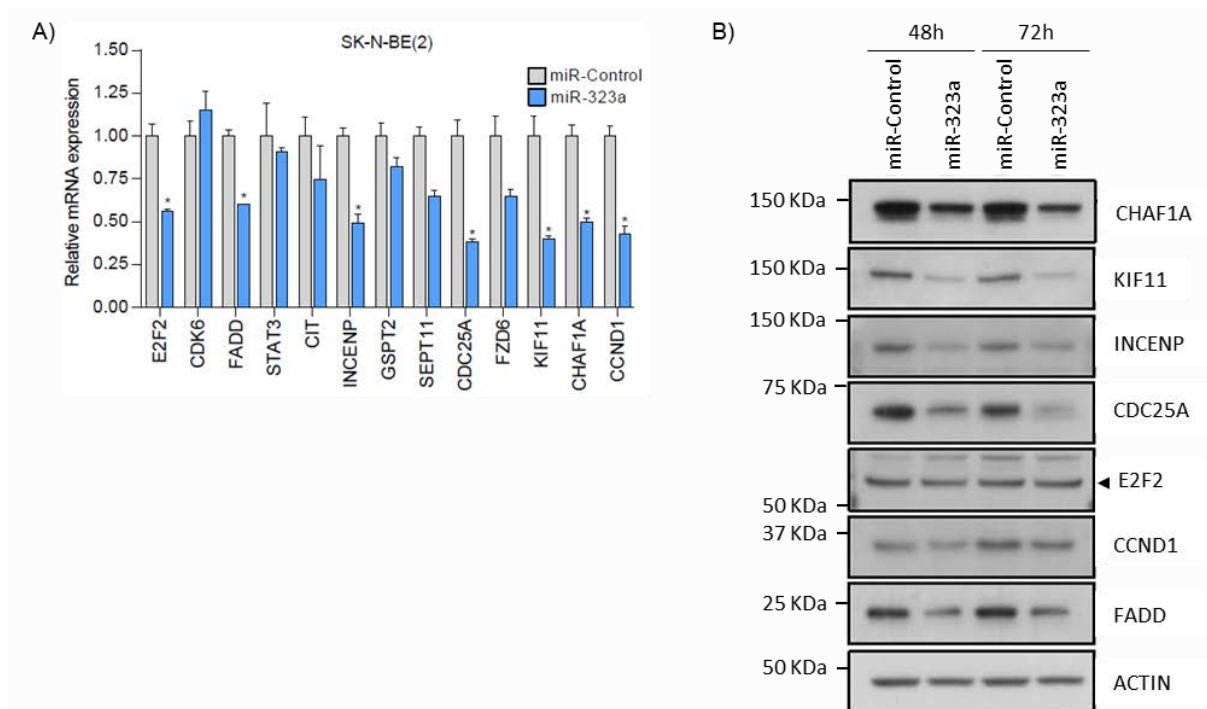 A)
SK-N-BE(2)
miR-Control
miR-323a
Relative mRNA expression
1.50
1.25
1.00
0.75
0.50
0.25
0.00
* * * * * * *
E2F2
CDK6
FADD
STAT3
CIT
INCENP
GSPT2
SEPT11
CDC25A
FZD6
KIF11
CHAF1A
CCND1
B)
48h 72h
miR-Control
miR-323a
miR-Control
miR-323a
150 KDa
CHAF1A
150 KDa
KIF11
150 KDa
INCENP
75 KDa
CDC25A
E2F2
50 KDa
37 KDa
CCND1
25 KDa
FADD
50 KDa
ACTIN